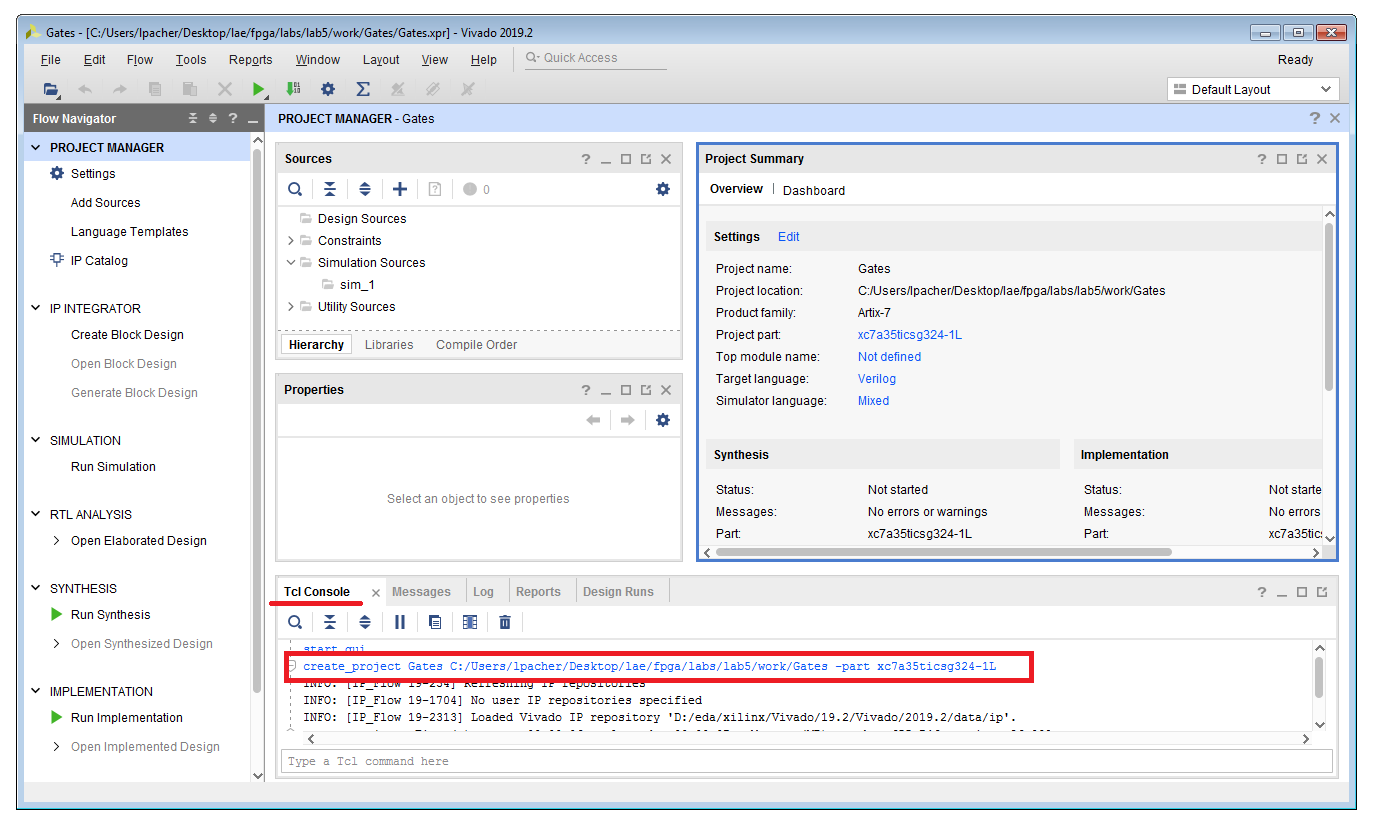 Gates - [C:/Users/lpacher/Desktop/lae/fpga/labs/lab5/work/Gates/Gates.xpr] - Vivado 2019.2
File Edit Flow Tools Reports Window Layout View Help Quick Access Ready
Default Layout
Flow Navigator
PROJECT MANAGER
Settings
Add Sources
Language Templates
IP Catalog
IP INTEGRATOR
Create Block Design
Open Block Design
Generate Block Design
SIMULATION
Run Simulation
RTL ANALYSIS
Open Elaborated Design
SYNTHESIS
Run Synthesis
Open Synthesized Design
IMPLEMENTATION
Run Implementation
Open Implemented Design
PROJECT MANAGER - Gates
Sources
0
Design Sources
Constraints
Simulation Sources
sim_1
Utility Sources
Hierarchy Libraries Compile Order
Properties
Select an object to see properties
Project Summary
Overview Dashboard
Settings Edit
Project name: Gates
Project location: C:/Users/lpacher/Desktop/lae/fpga/labs/lab5/work/Gates
Product family: Artix-7
Project part: xc7a35ticsg324-1L
Top module name: Not defined
Target language: Verilog
Simulator language: Mixed
Synthesis
Status: Not started
Messages: No errors or warnings
Part: xc7a35ticsg324-1L
Implementation
Status: Not starte
Messages: No errors
Part: xc7a35tics
Tcl Console Messages Log Reports Design Runs
start_gui
create_project Gates C:/Users/lpacher/Desktop/lae/fpga/labs/lab5/work/Gates -part xc7a35ticsg324-1L
INFO: [IP_Flow 19-234] Refreshing IP repositories
INFO: [IP_Flow 19-1704] No user IP repositories specified
INFO: [IP_Flow 19-2313] Loaded Vivado IP repository 'D:/eda/xilinx/Vivado/19.2/Vivado/2019.2/data/ip'.
Type a Tcl command here